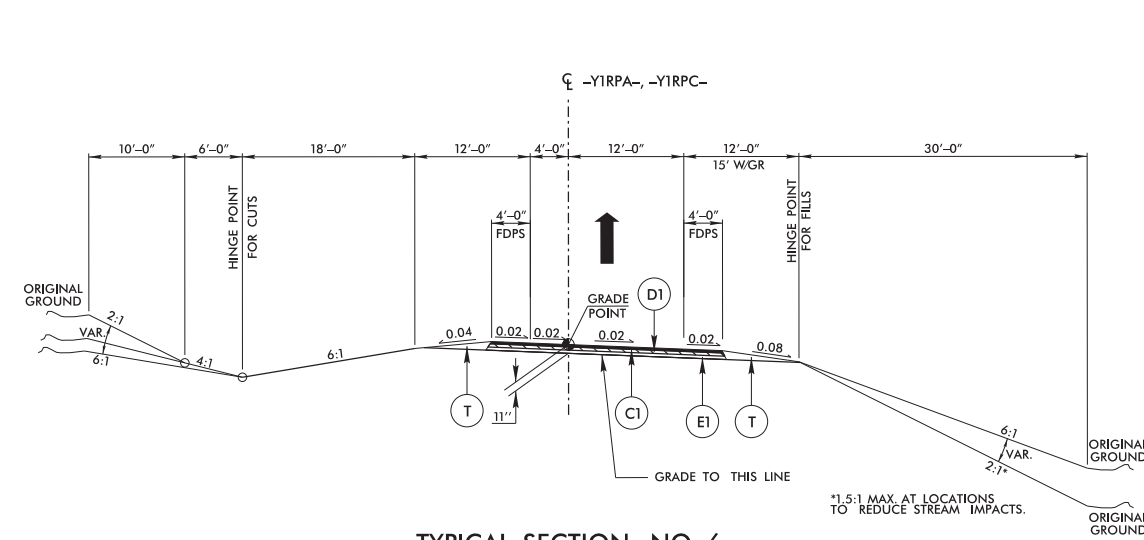 ℄ –Y1RPA–, –Y1RPC–
10'–0" 6'–0" 18'–0" 12'–0" 4'–0" 12'–0" 12'–0" 30'–0"
15' W/GR
HINGE POINT
FOR CUTS
4'–0"
FDPS
4'–0"
FDPS
HINGE POINT
FOR FILLS
ORIGINAL
GROUND
2:1
VAR.
6:1
4:1
6:1
GRADE
POINT
D1
0.04 0.02 0.02 0.02 0.02 0.08
T
11''
C1
E1
T
GRADE TO THIS LINE
6:1
VAR.
2:1*
ORIGINAL
GROUND
*1.5:1 MAX. AT LOCATIONS
TO REDUCE STREAM IMPACTS.
ORIGINAL
GROUND
TYPICAL SECTION NO.